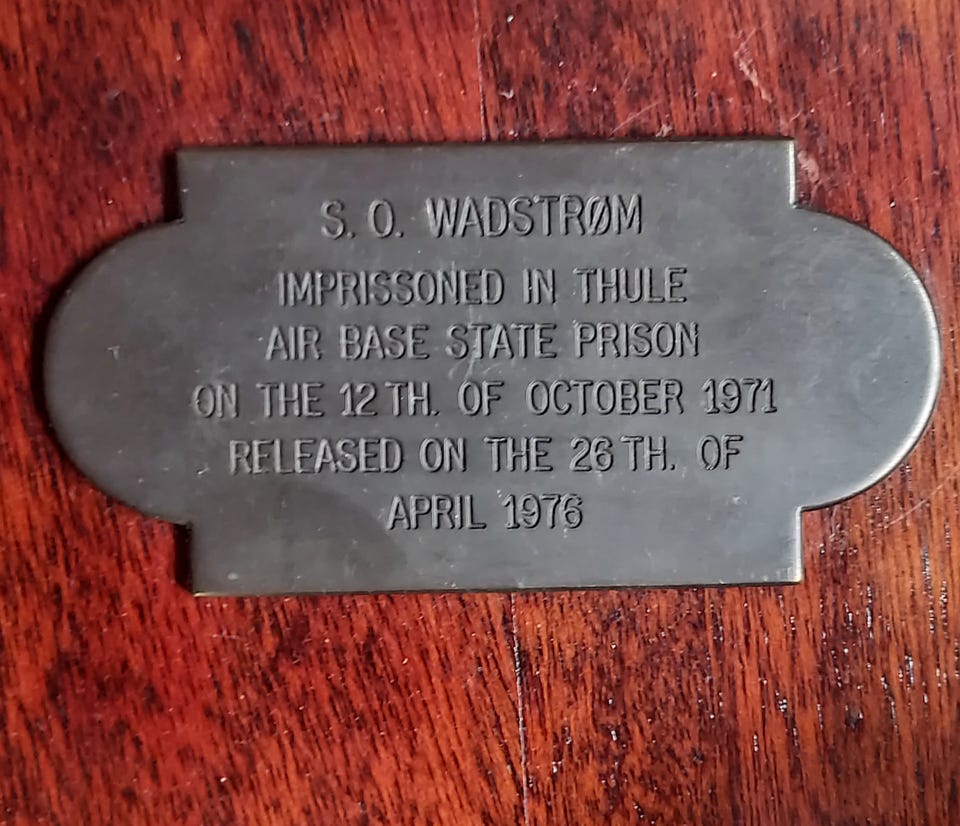 S. O. WADSTRØM
IMPRISSONED IN THULE
AIR BASE STATE PRISON
ON THE 12 TH. OF OCTOBER 1971
RELEASED ON THE 26 TH. OF
APRIL 1976